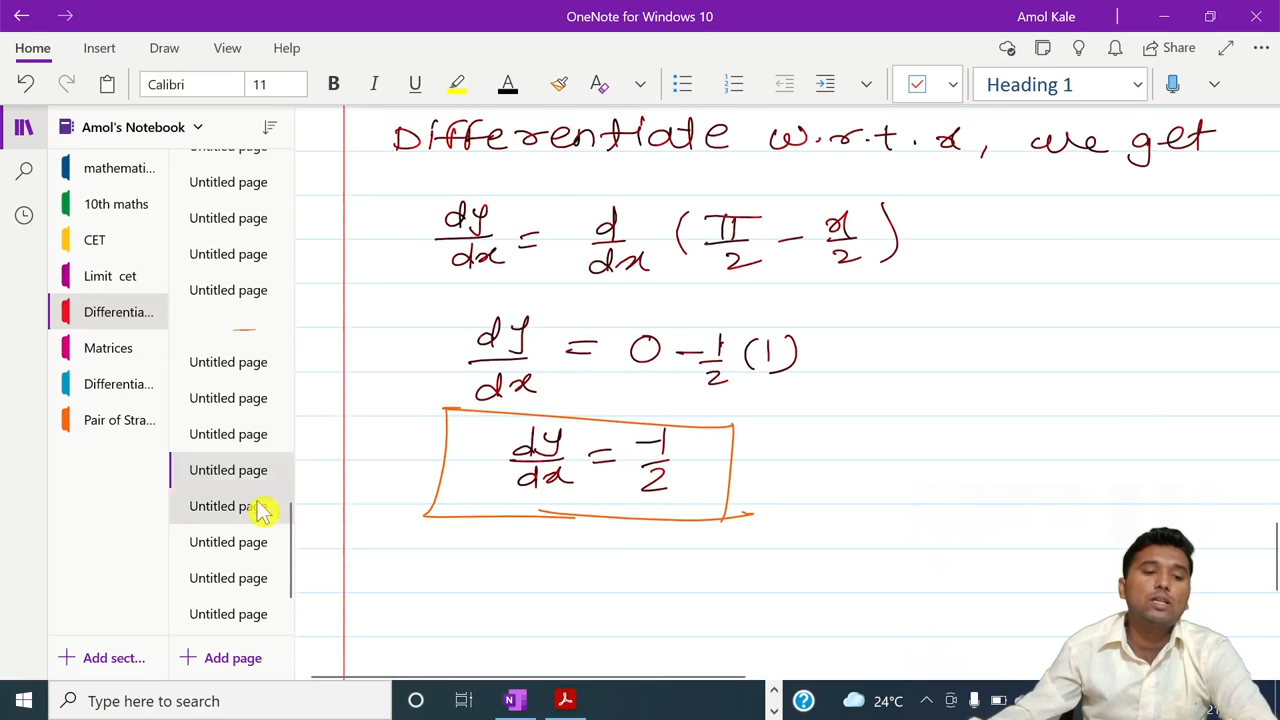 OneNote for Windows 10
Amol Kale
Home Insert Draw View Help
Share
Calibri 11 B I U A Heading 1
Amol's Notebook
mathemati...
10th maths
CET
Limit cet
Differentia...
Matrices
Differentia...
Pair of Stra...
Untitled page
Untitled page
Untitled page
Untitled page
Untitled page
Untitled page
Untitled page
Untitled page
Untitled page
Untitled pag
Untitled page
Untitled page
Untitled page
Add sect...
Add page
Differentiate w.r.t. x, we get
dy/dx = d/dx (π/2 - x/2)
dy/dx = 0 - 1/2 (1)
dy/dx = -1/2
Type here to search
24°C